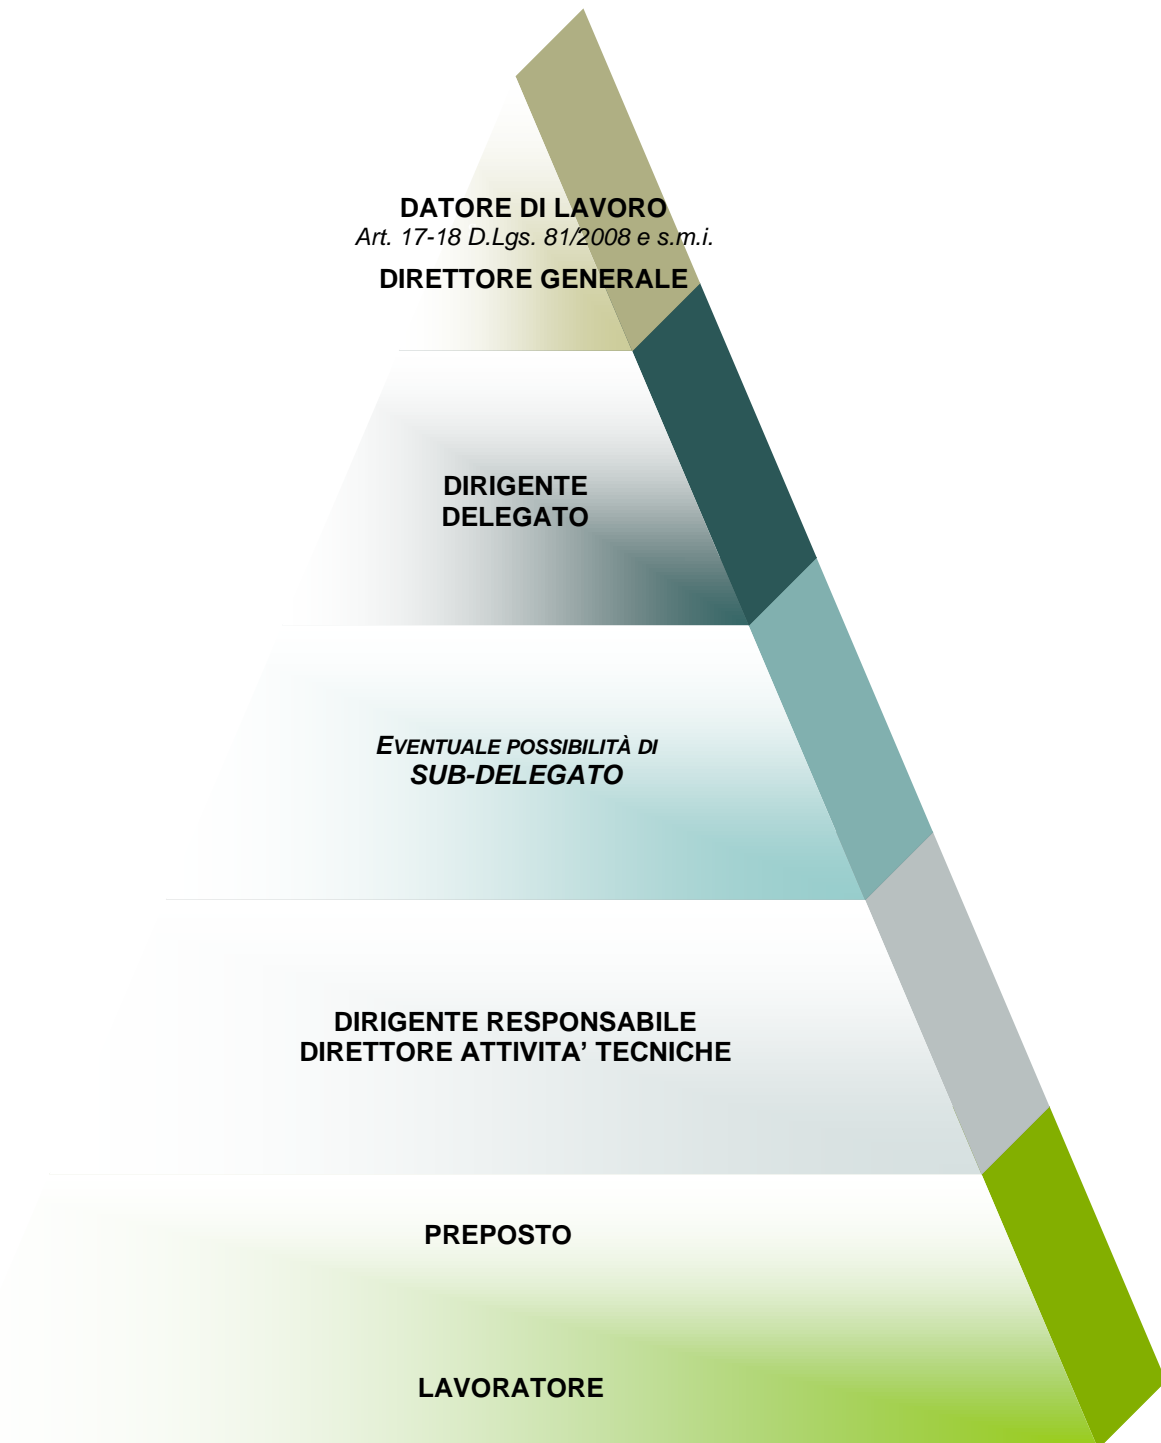 DATORE DI LAVORO
Art. 17-18 D.Lgs. 81/2008 e s.m.i.
DIRETTORE GENERALE
DIRIGENTE
DELEGATO
EVENTUALE POSSIBILITÀ DI
SUB-DELEGATO
DIRIGENTE RESPONSABILE
DIRETTORE ATTIVITA’ TECNICHE
PREPOSTO
LAVORATORE